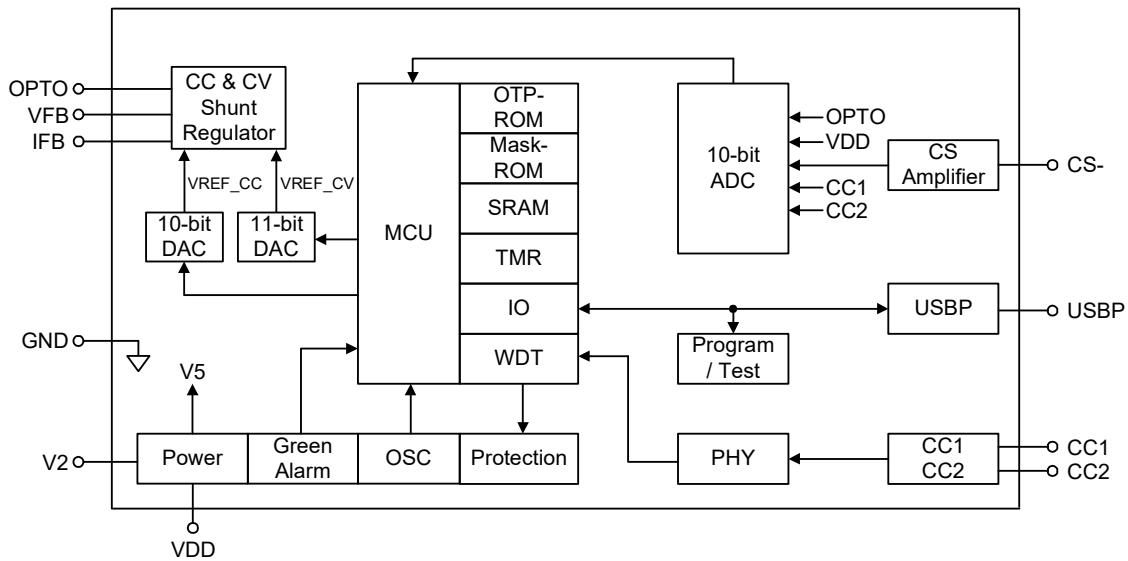 OPTO
VFB
IFB
CC & CV
Shunt
Regulator
VREF_CC
VREF_CV
10-bit
DAC
11-bit
DAC
MCU
OTP-
ROM
Mask-
ROM
SRAM
TMR
IO
WDT
10-bit
ADC
OPTO
VDD
CC1
CC2
CS
Amplifier
CS-
USBP
USBP
Program
/ Test
GND
V5
V2
Power
Green
Alarm
OSC
Protection
PHY
CC1
CC2
CC1
CC2
VDD